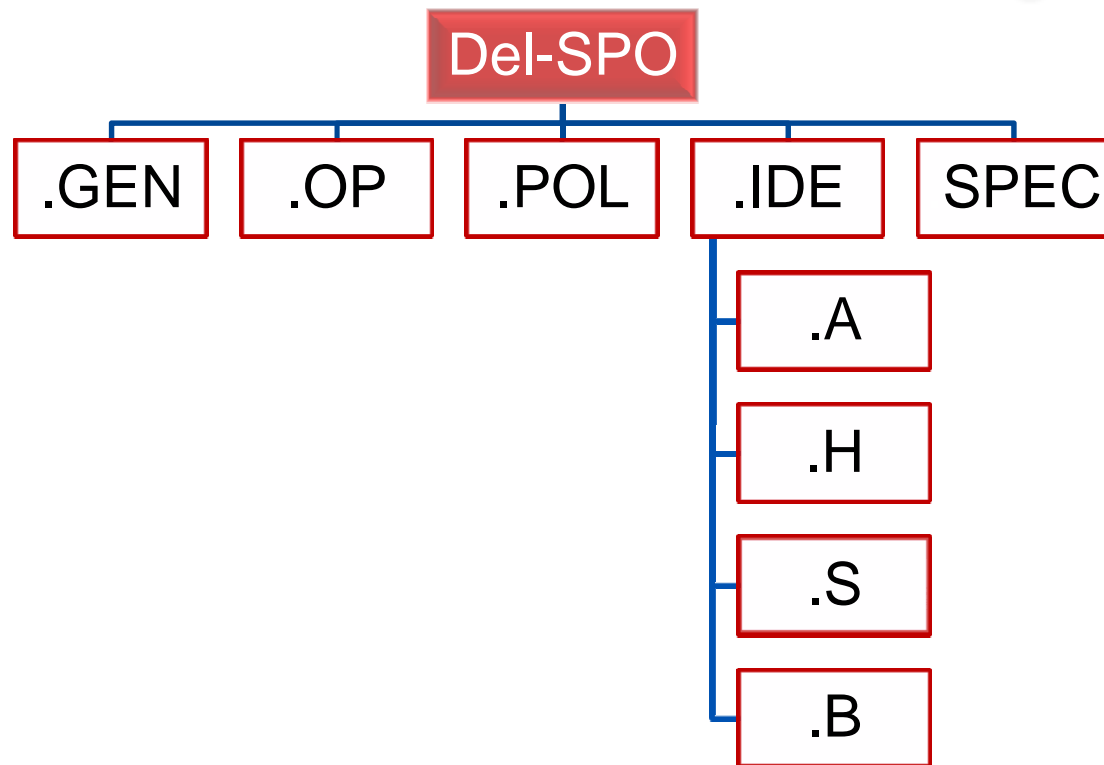 Del-SPO
.GEN
.OP
.POL
.IDE
SPEC
.A
.H
.S
.B